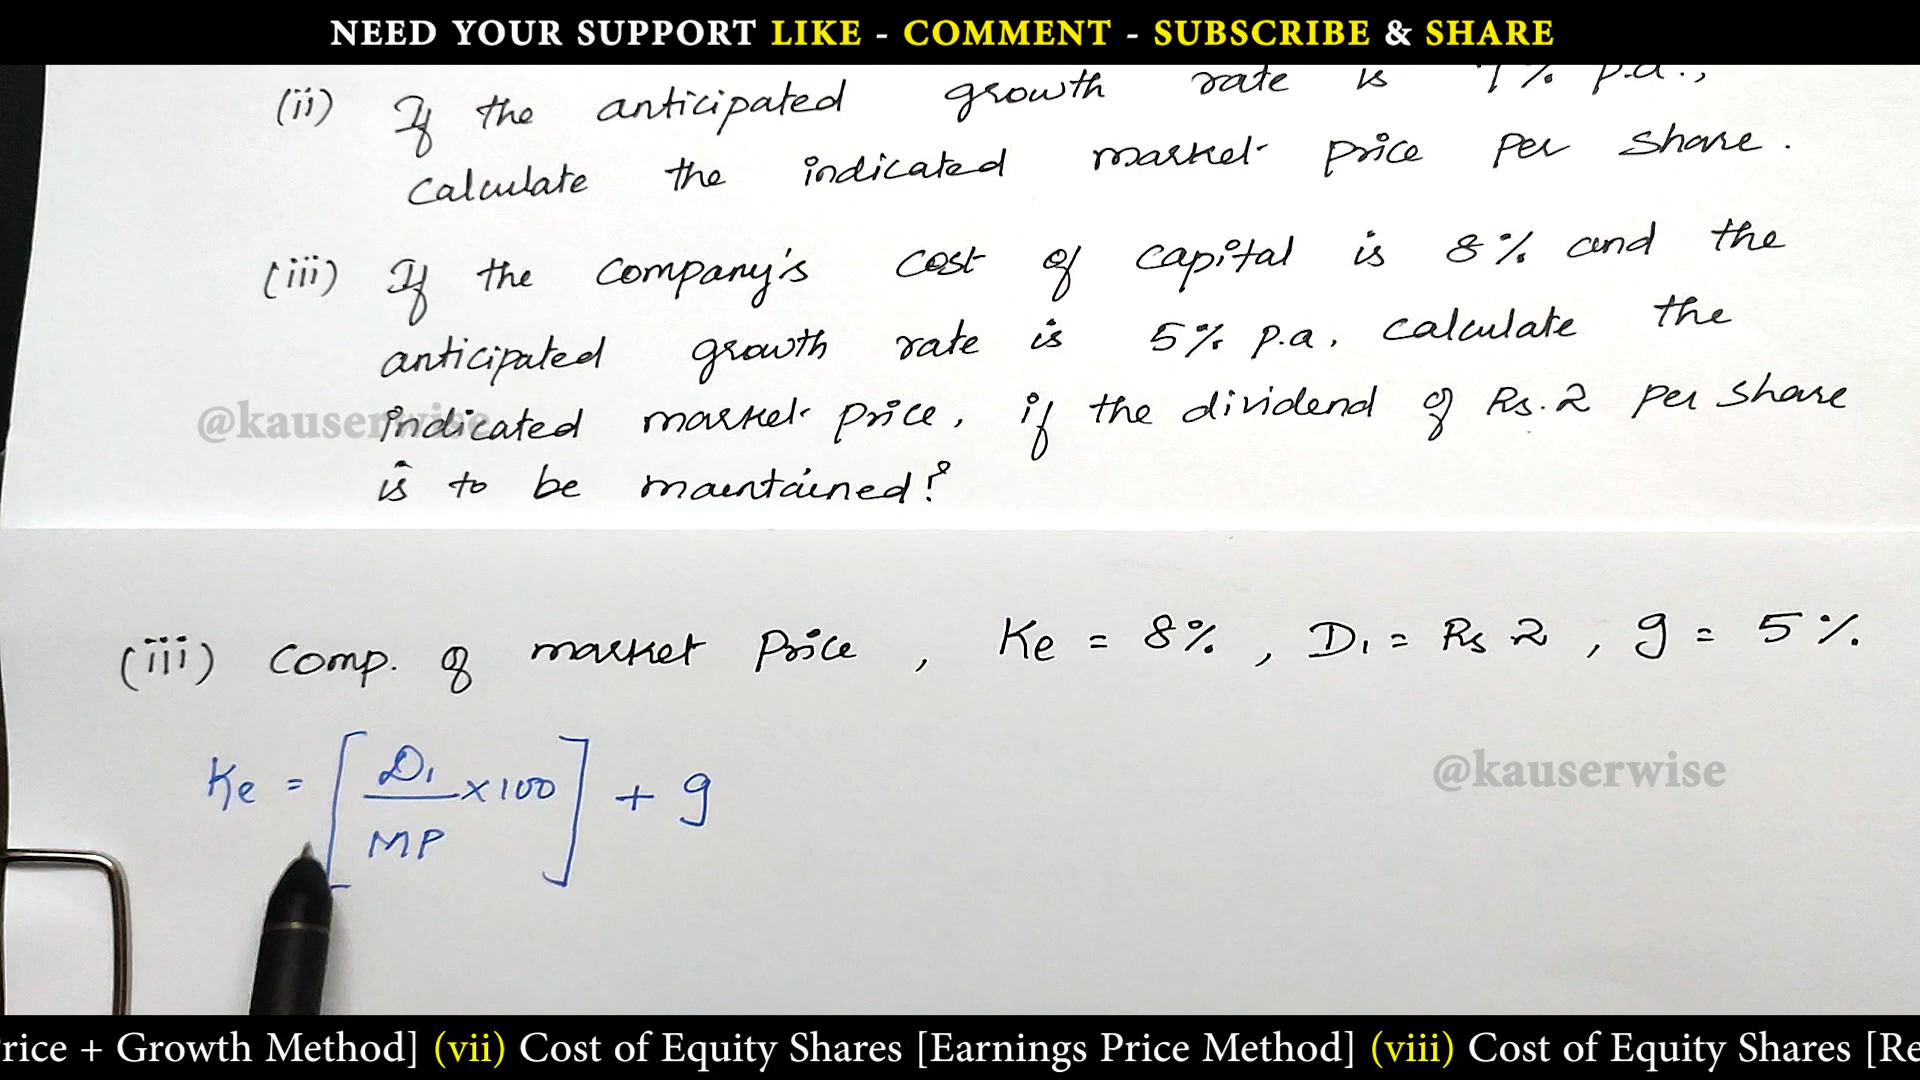 NEED YOUR SUPPORT LIKE - COMMENT - SUBSCRIBE & SHARE
(ii) If the anticipated growth rate is 7% p.a.,
calculate the indicated market price per share.
(iii) If the company's cost of capital is 8% and the
anticipated growth rate is 5% p.a. calculate the
indicated market price, if the dividend of Rs. 2 per share
@kauserwise
is to be maintained?
(iii) Comp. of market price, Ke = 8%, D1 = Rs 2, g = 5%.
Ke = [D1/MP x 100] + g
@kauserwise
rice + Growth Method] (vii) Cost of Equity Shares [Earnings Price Method] (viii) Cost of Equity Shares [Re